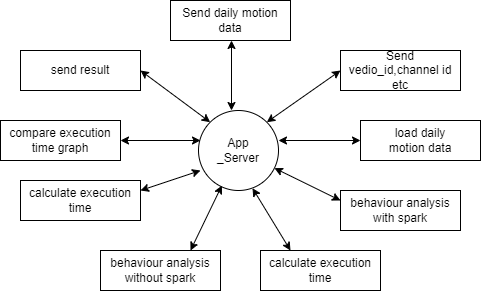 Send daily motion
data
send result
Send
vedio_id,channel id
etc
compare execution
time graph
App
_Server
load daily
motion data
calculate execution
time
behaviour analysis
with spark
behaviour analysis
without spark
calculate execution
time